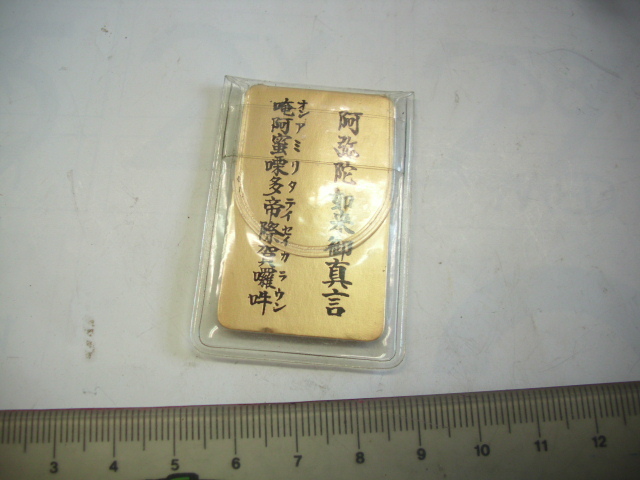 阿弥陀如来御真言
オン アミリタ テイセイ カラ ウン
唵阿蜜㗚多帝際賀囉吽
3 4 5 6 7 8 9 10 11 12